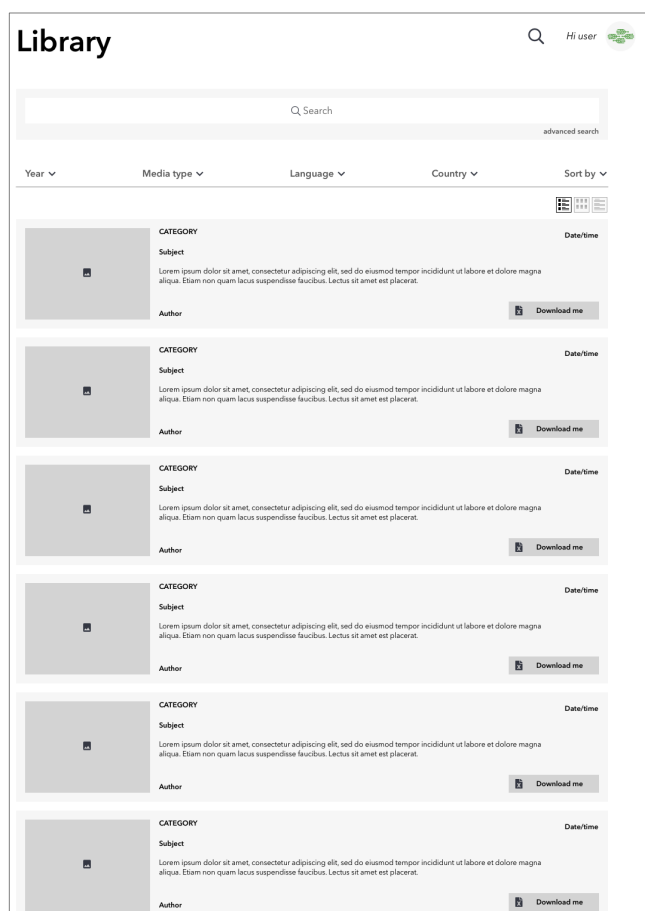 Library
Hi user
Search
advanced search
Year
Media type
Language
Country
Sort by
CATEGORY
Date/time
Subject
Lorem ipsum dolor sit amet, consectetur adipiscing elit, sed do eiusmod tempor incididunt ut labore et dolore magna
aliqua. Etiam non quam lacus suspendisse faucibus. Lectus sit amet est placerat.
Author
Download me
CATEGORY
Date/time
Subject
Lorem ipsum dolor sit amet, consectetur adipiscing elit, sed do eiusmod tempor incididunt ut labore et dolore magna
aliqua. Etiam non quam lacus suspendisse faucibus. Lectus sit amet est placerat.
Author
Download me
CATEGORY
Date/time
Subject
Lorem ipsum dolor sit amet, consectetur adipiscing elit, sed do eiusmod tempor incididunt ut labore et dolore magna
aliqua. Etiam non quam lacus suspendisse faucibus. Lectus sit amet est placerat.
Author
Download me
CATEGORY
Date/time
Subject
Lorem ipsum dolor sit amet, consectetur adipiscing elit, sed do eiusmod tempor incididunt ut labore et dolore magna
aliqua. Etiam non quam lacus suspendisse faucibus. Lectus sit amet est placerat.
Author
Download me
CATEGORY
Date/time
Subject
Lorem ipsum dolor sit amet, consectetur adipiscing elit, sed do eiusmod tempor incididunt ut labore et dolore magna
aliqua. Etiam non quam lacus suspendisse faucibus. Lectus sit amet est placerat.
Author
Download me
CATEGORY
Date/time
Subject
Lorem ipsum dolor sit amet, consectetur adipiscing elit, sed do eiusmod tempor incididunt ut labore et dolore magna
aliqua. Etiam non quam lacus suspendisse faucibus. Lectus sit amet est placerat.
Author
Download me